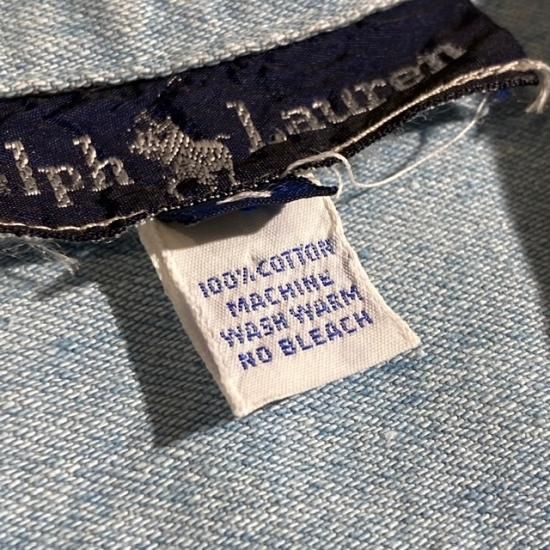 alph Lauren
100% COTTON
MACHINE
WASH WARM
NO BLEACH